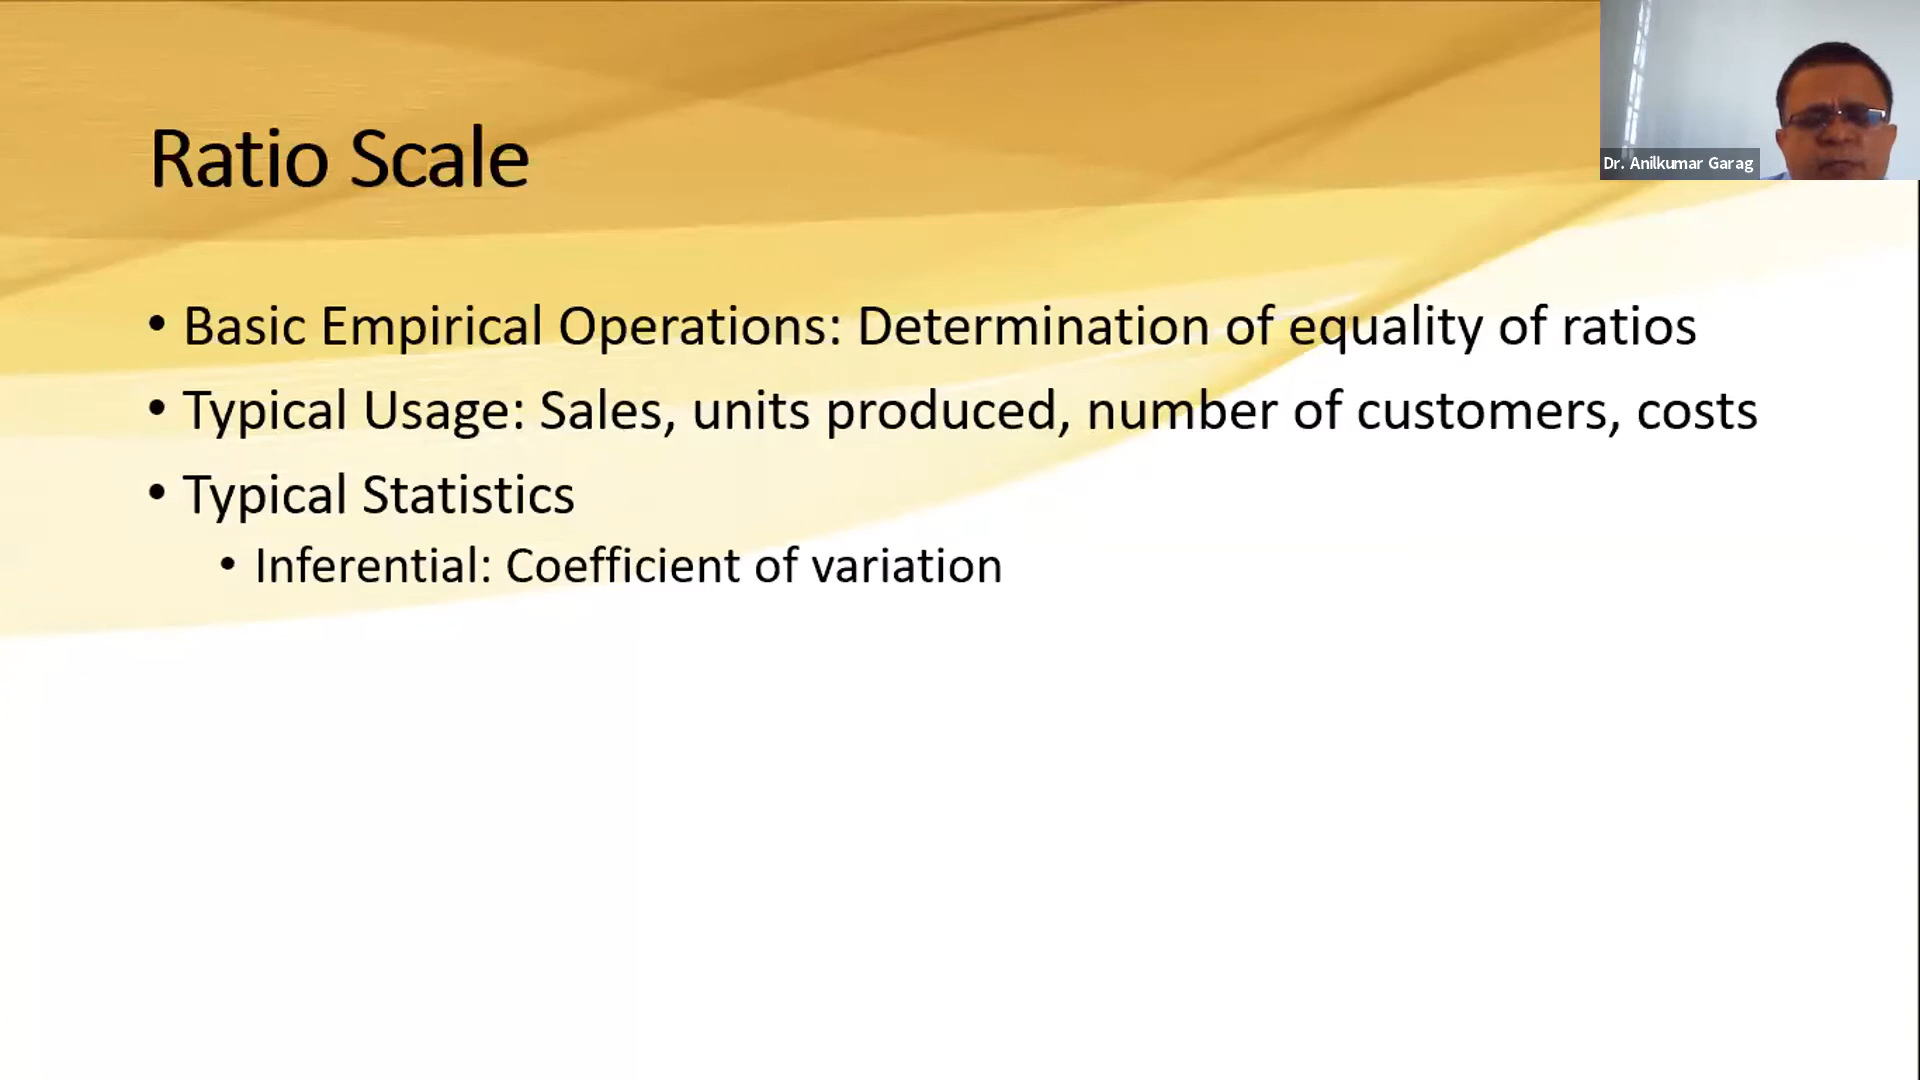 Ratio Scale
Dr. Anilkumar Garag
• Basic Empirical Operations: Determination of equality of ratios
• Typical Usage: Sales, units produced, number of customers, costs
• Typical Statistics
• Inferential: Coefficient of variation